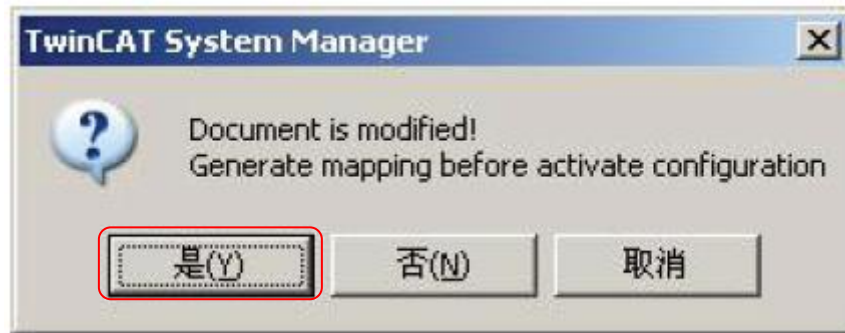 TwinCAT System Manager
Document is modified!
Generate mapping before activate configuration
是(Y) 否(N) 取消